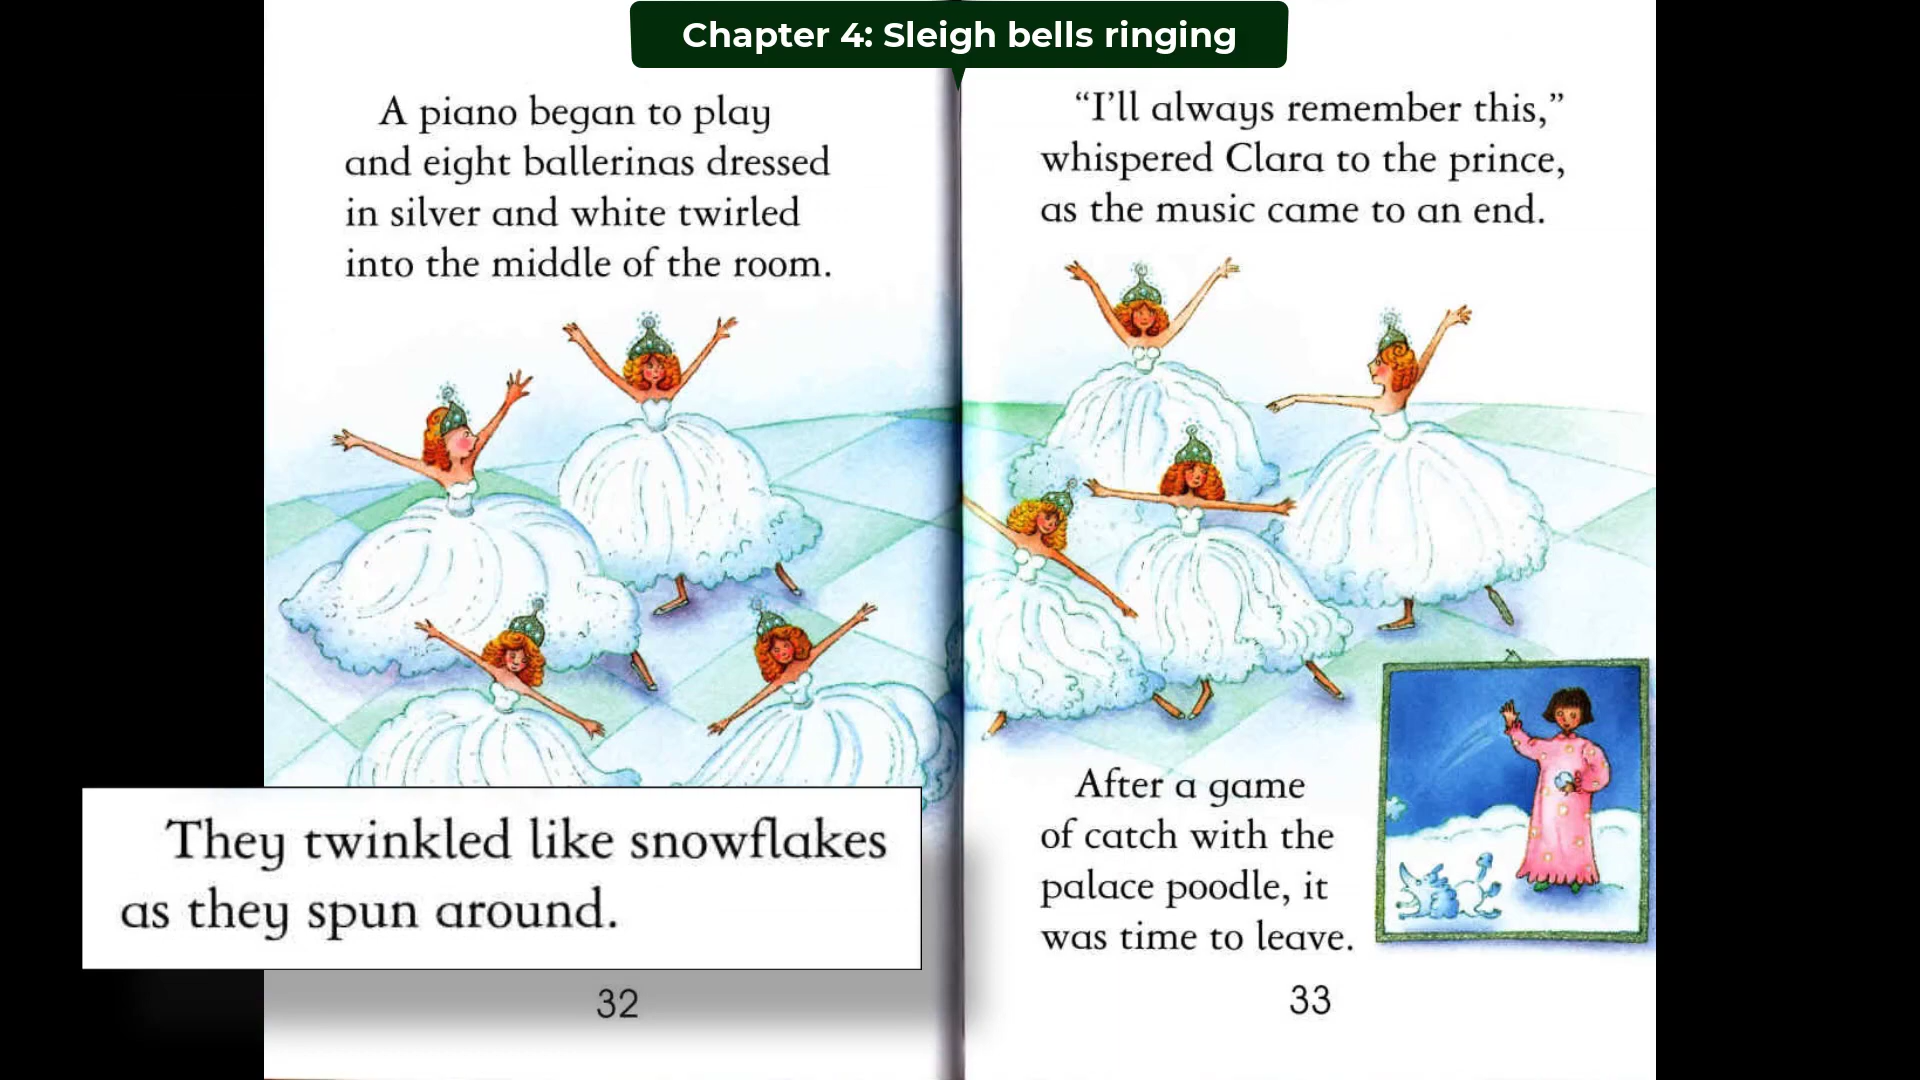 Chapter 4: Sleigh bells ringing
A piano began to play
and eight ballerinas dressed
in silver and white twirled
into the middle of the room.
They twinkled like snowflakes
as they spun around.
32
“I’ll always remember this,”
whispered Clara to the prince,
as the music came to an end.
After a game
of catch with the
palace poodle, it
was time to leave.
33